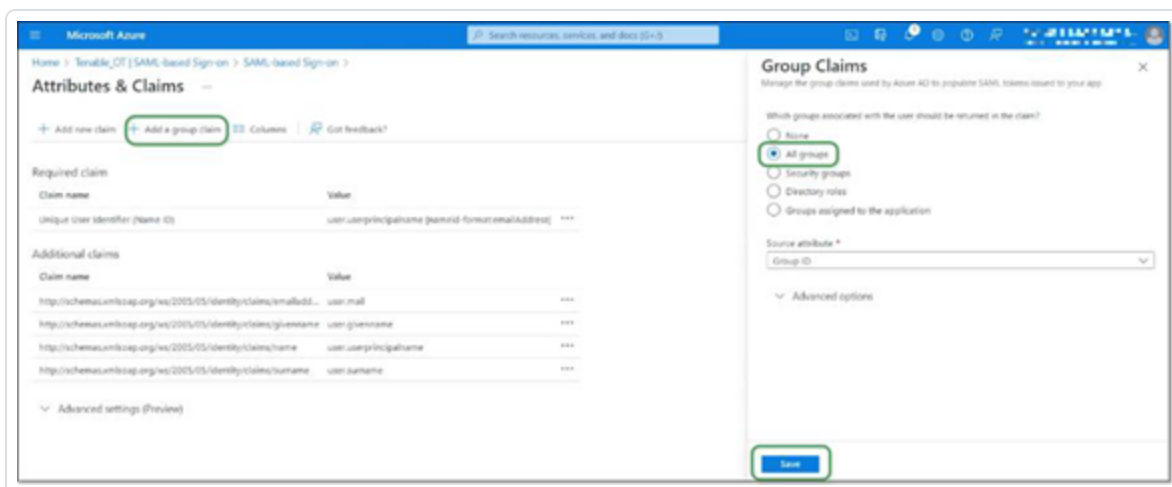 Microsoft Azure
Search resources, services, and docs (G+/)
Home > Tenable_OT | SAML-based Sign-on > SAML-based Sign-on >
Attributes & Claims
Add new claim Add a group claim Columns Got feedback?
Required claim
Claim name Value
Unique User Identifier (Name ID) user.userprincipalname [nameid-format:emailAddress]
Additional claims
Claim name Value
http://schemas.xmlsoap.org/ws/2005/05/identity/claims/emailadd... user.mail
http://schemas.xmlsoap.org/ws/2005/05/identity/claims/givenname user.givenname
http://schemas.xmlsoap.org/ws/2005/05/identity/claims/name user.userprincipalname
http://schemas.xmlsoap.org/ws/2005/05/identity/claims/surname user.surname
Advanced settings (Preview)
Group Claims
Manage the group claims used by Azure AD to populate SAML tokens issued to your app
Which groups associated with the user should be returned in the claim?
None
All groups
Security groups
Directory roles
Groups assigned to the application
Source attribute *
Group ID
Advanced options
Save